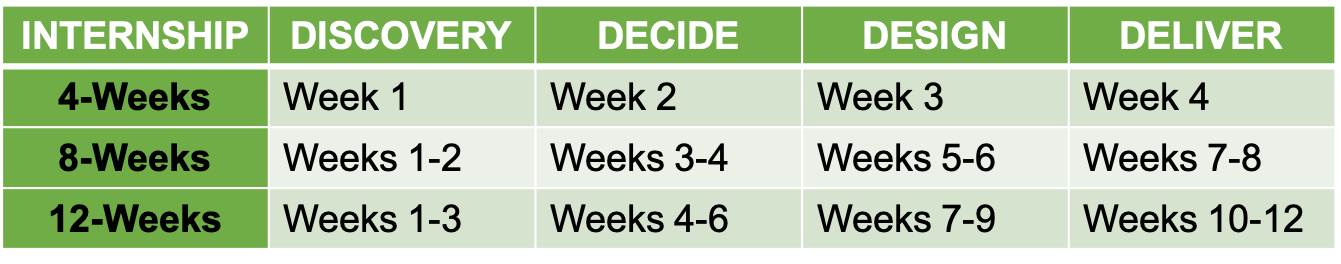 INTERNSHIP DISCOVERY DECIDE DESIGN DELIVER
4-Weeks Week 1 Week 2 Week 3 Week 4
8-Weeks Weeks 1-2 Weeks 3-4 Weeks 5-6 Weeks 7-8
12-Weeks Weeks 1-3 Weeks 4-6 Weeks 7-9 Weeks 10-12